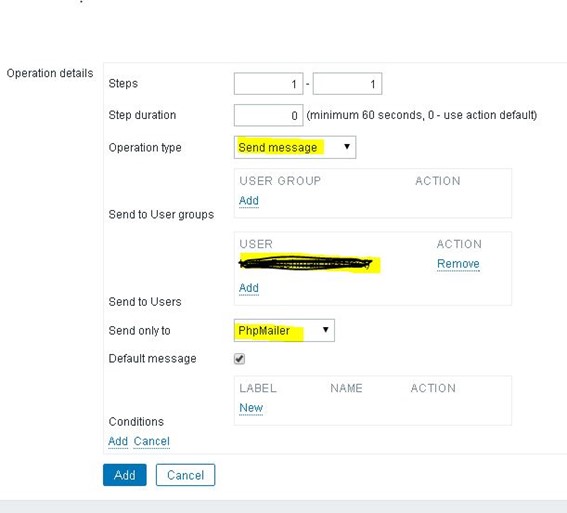 Operation details
Steps 1 - 1
Step duration 0 (minimum 60 seconds, 0 - use action default)
Operation type Send message
USER GROUP ACTION
Add
Send to User groups
USER ACTION
Remove
Add
Send to Users
Send only to PhpMailer
Default message
LABEL NAME ACTION
New
Conditions
Add Cancel
Add Cancel